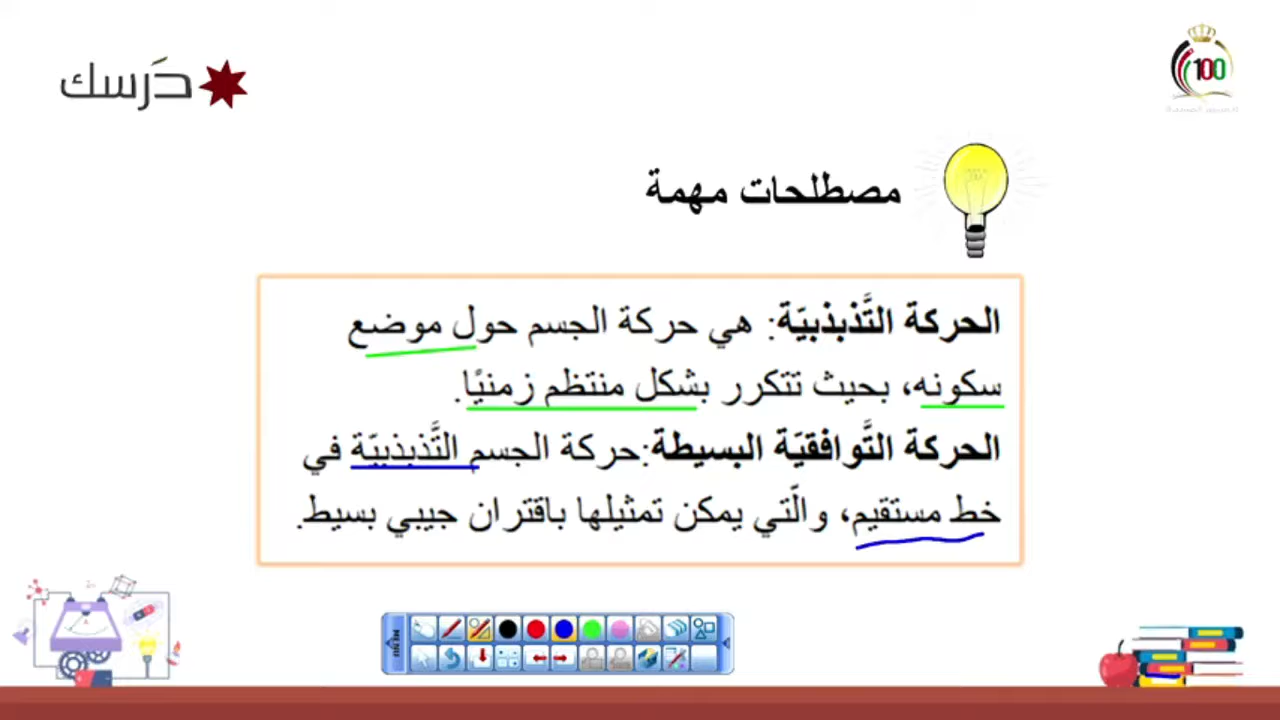 دَرسك
100
مصطلحات مهمة
الحركة التَّذبذبيّة: هي حركة الجسم حول موضع
سكونه، بحيث تتكرر بشكل منتظم زمنيًا.
الحركة التَّوافقيّة البسيطة:حركة الجسم التَّذبذبيّة في
خط مستقيم، والّتي يمكن تمثيلها باقتران جيبي بسيط.
MENU